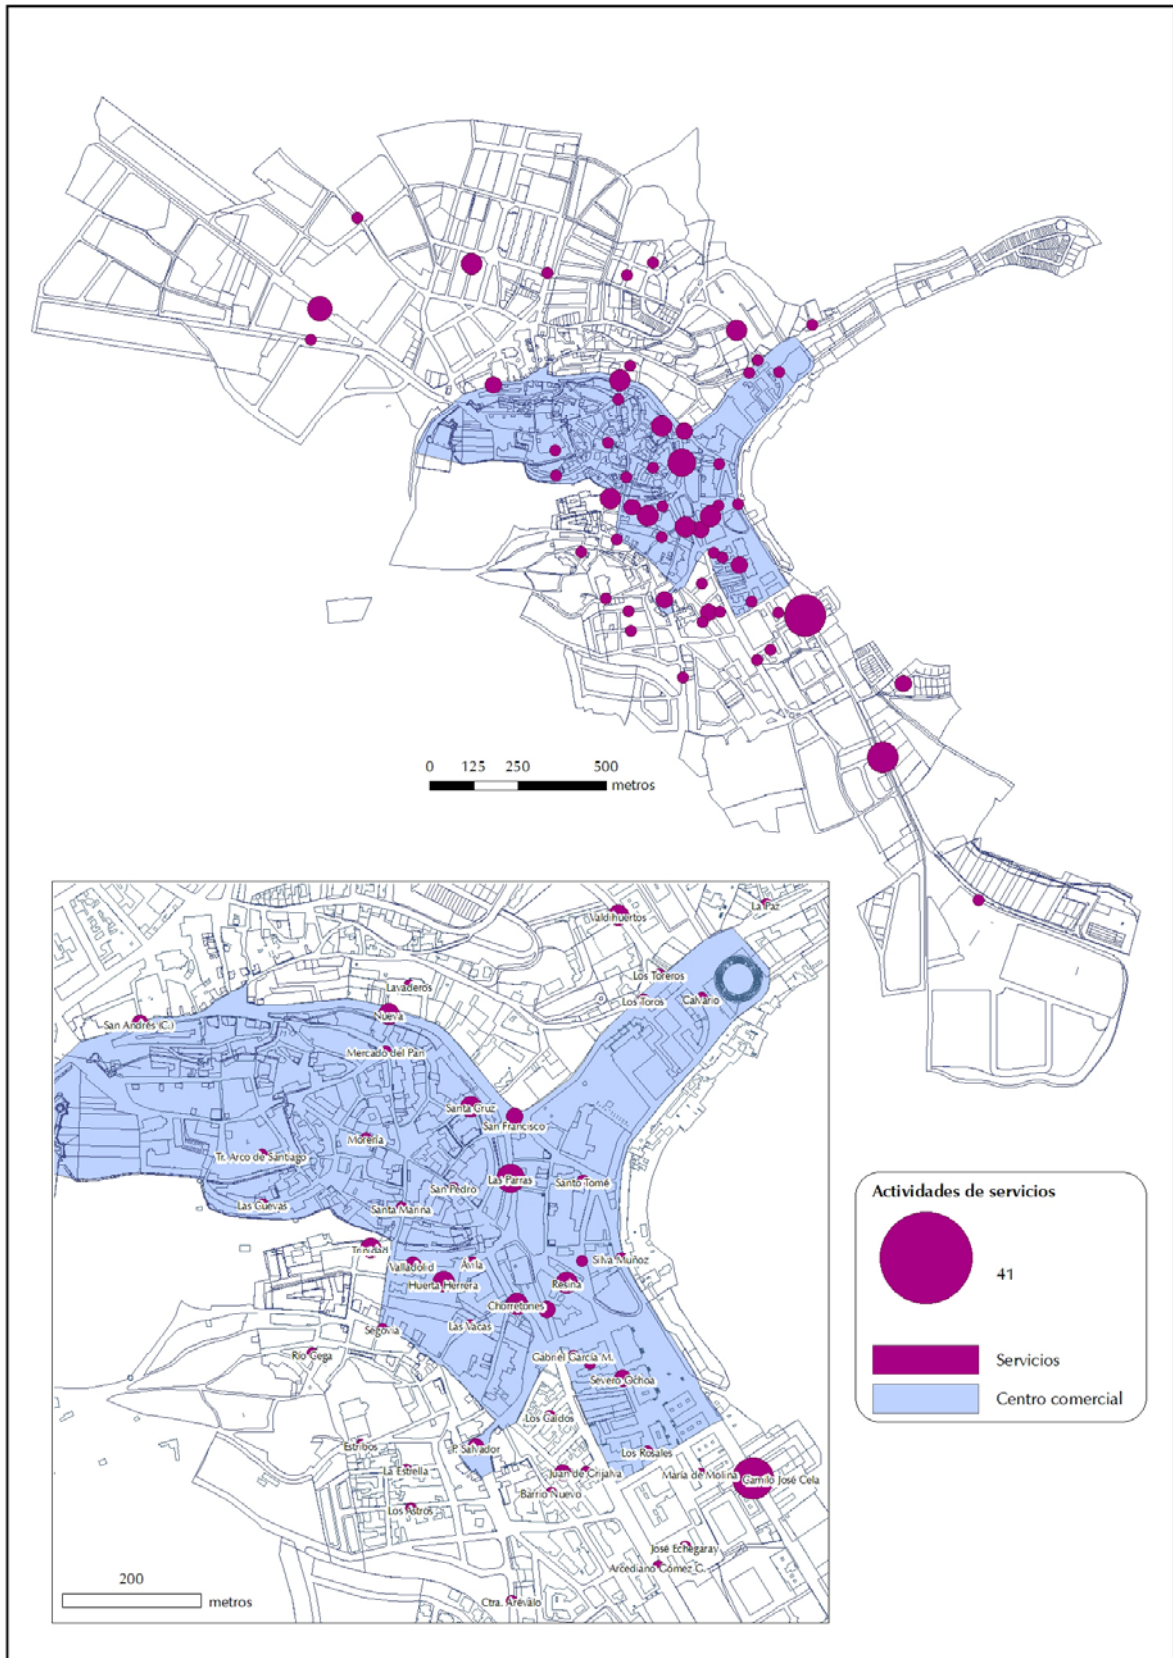 0 125 250 500
metros
Valdihuertos
La Paz
Los Toreros
Lavaderos
Los Toros
Calvario
Nueva
San Andrés (C.)
Mercado del Pan
Santa Cruz
San Francisco
Morería
Tr. Arco de Santiago
Las Parras
Santo Tomé
San Pedro
Las Cuevas
Santa Marina
Trinidad
Valladolid
Ávila
Silva Muñoz
Huerta Herrera
Resina
Chorretones
Las Vacas
Segovia
Río Cega
Gabriel García M.
Severo Ochoa
Los Gaidos
Estribos
P. Salvador
Los Rosales
La Estrella
Juan de Grijalva
María de Molina
Camilo José Cela
Barrio Nuevo
Los Astros
José Echegaray
Arcediano Gómez G.
Ctra. Arévalo
200
metros
Actividades de servicios
41
Servicios
Centro comercial